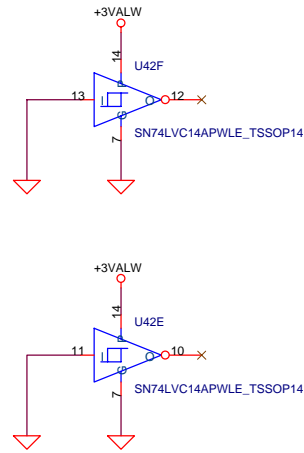 +3VALW
14
U42F
13
I
P
O
12
G
SN74LVC14APWLE_TSSOP14
7
+3VALW
14
U42E
11
I
P
O
10
G
SN74LVC14APWLE_TSSOP14
7